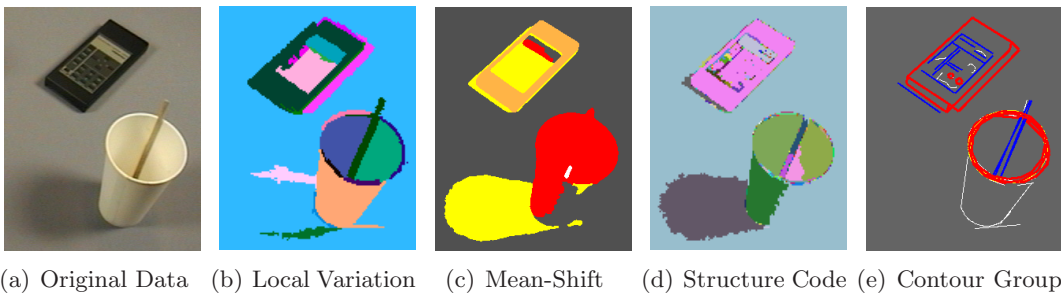 (a) Original Data (b) Local Variation (c) Mean-Shift (d) Structure Code (e) Contour Group